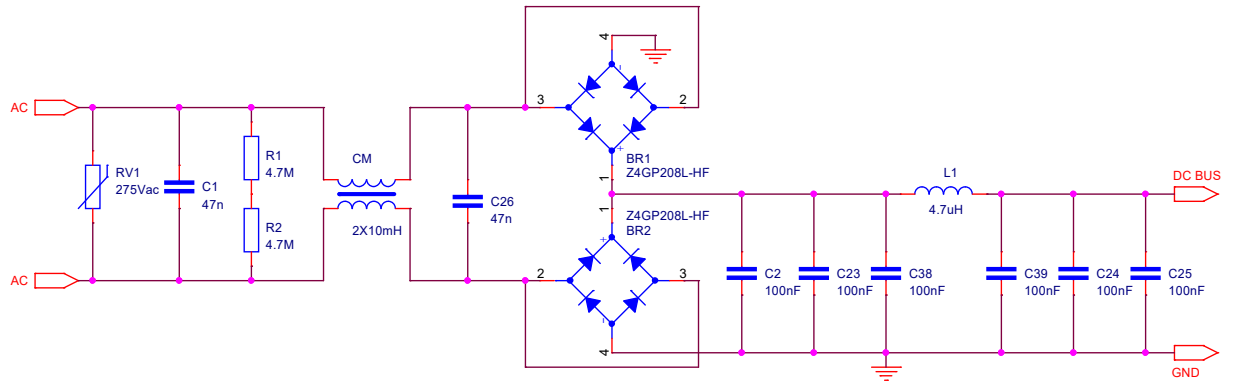 AC
AC
RV1
275Vac
C1
47n
R1
4.7M
R2
4.7M
CM
2X10mH
C26
47n
4
-
3
2
+
1
BR1
Z4GP208L-HF
1
Z4GP208L-HF
BR2
+
2
3
-
4
C2
100nF
C23
100nF
C38
100nF
L1
4.7uH
C39
100nF
C24
100nF
C25
100nF
DC BUS
GND